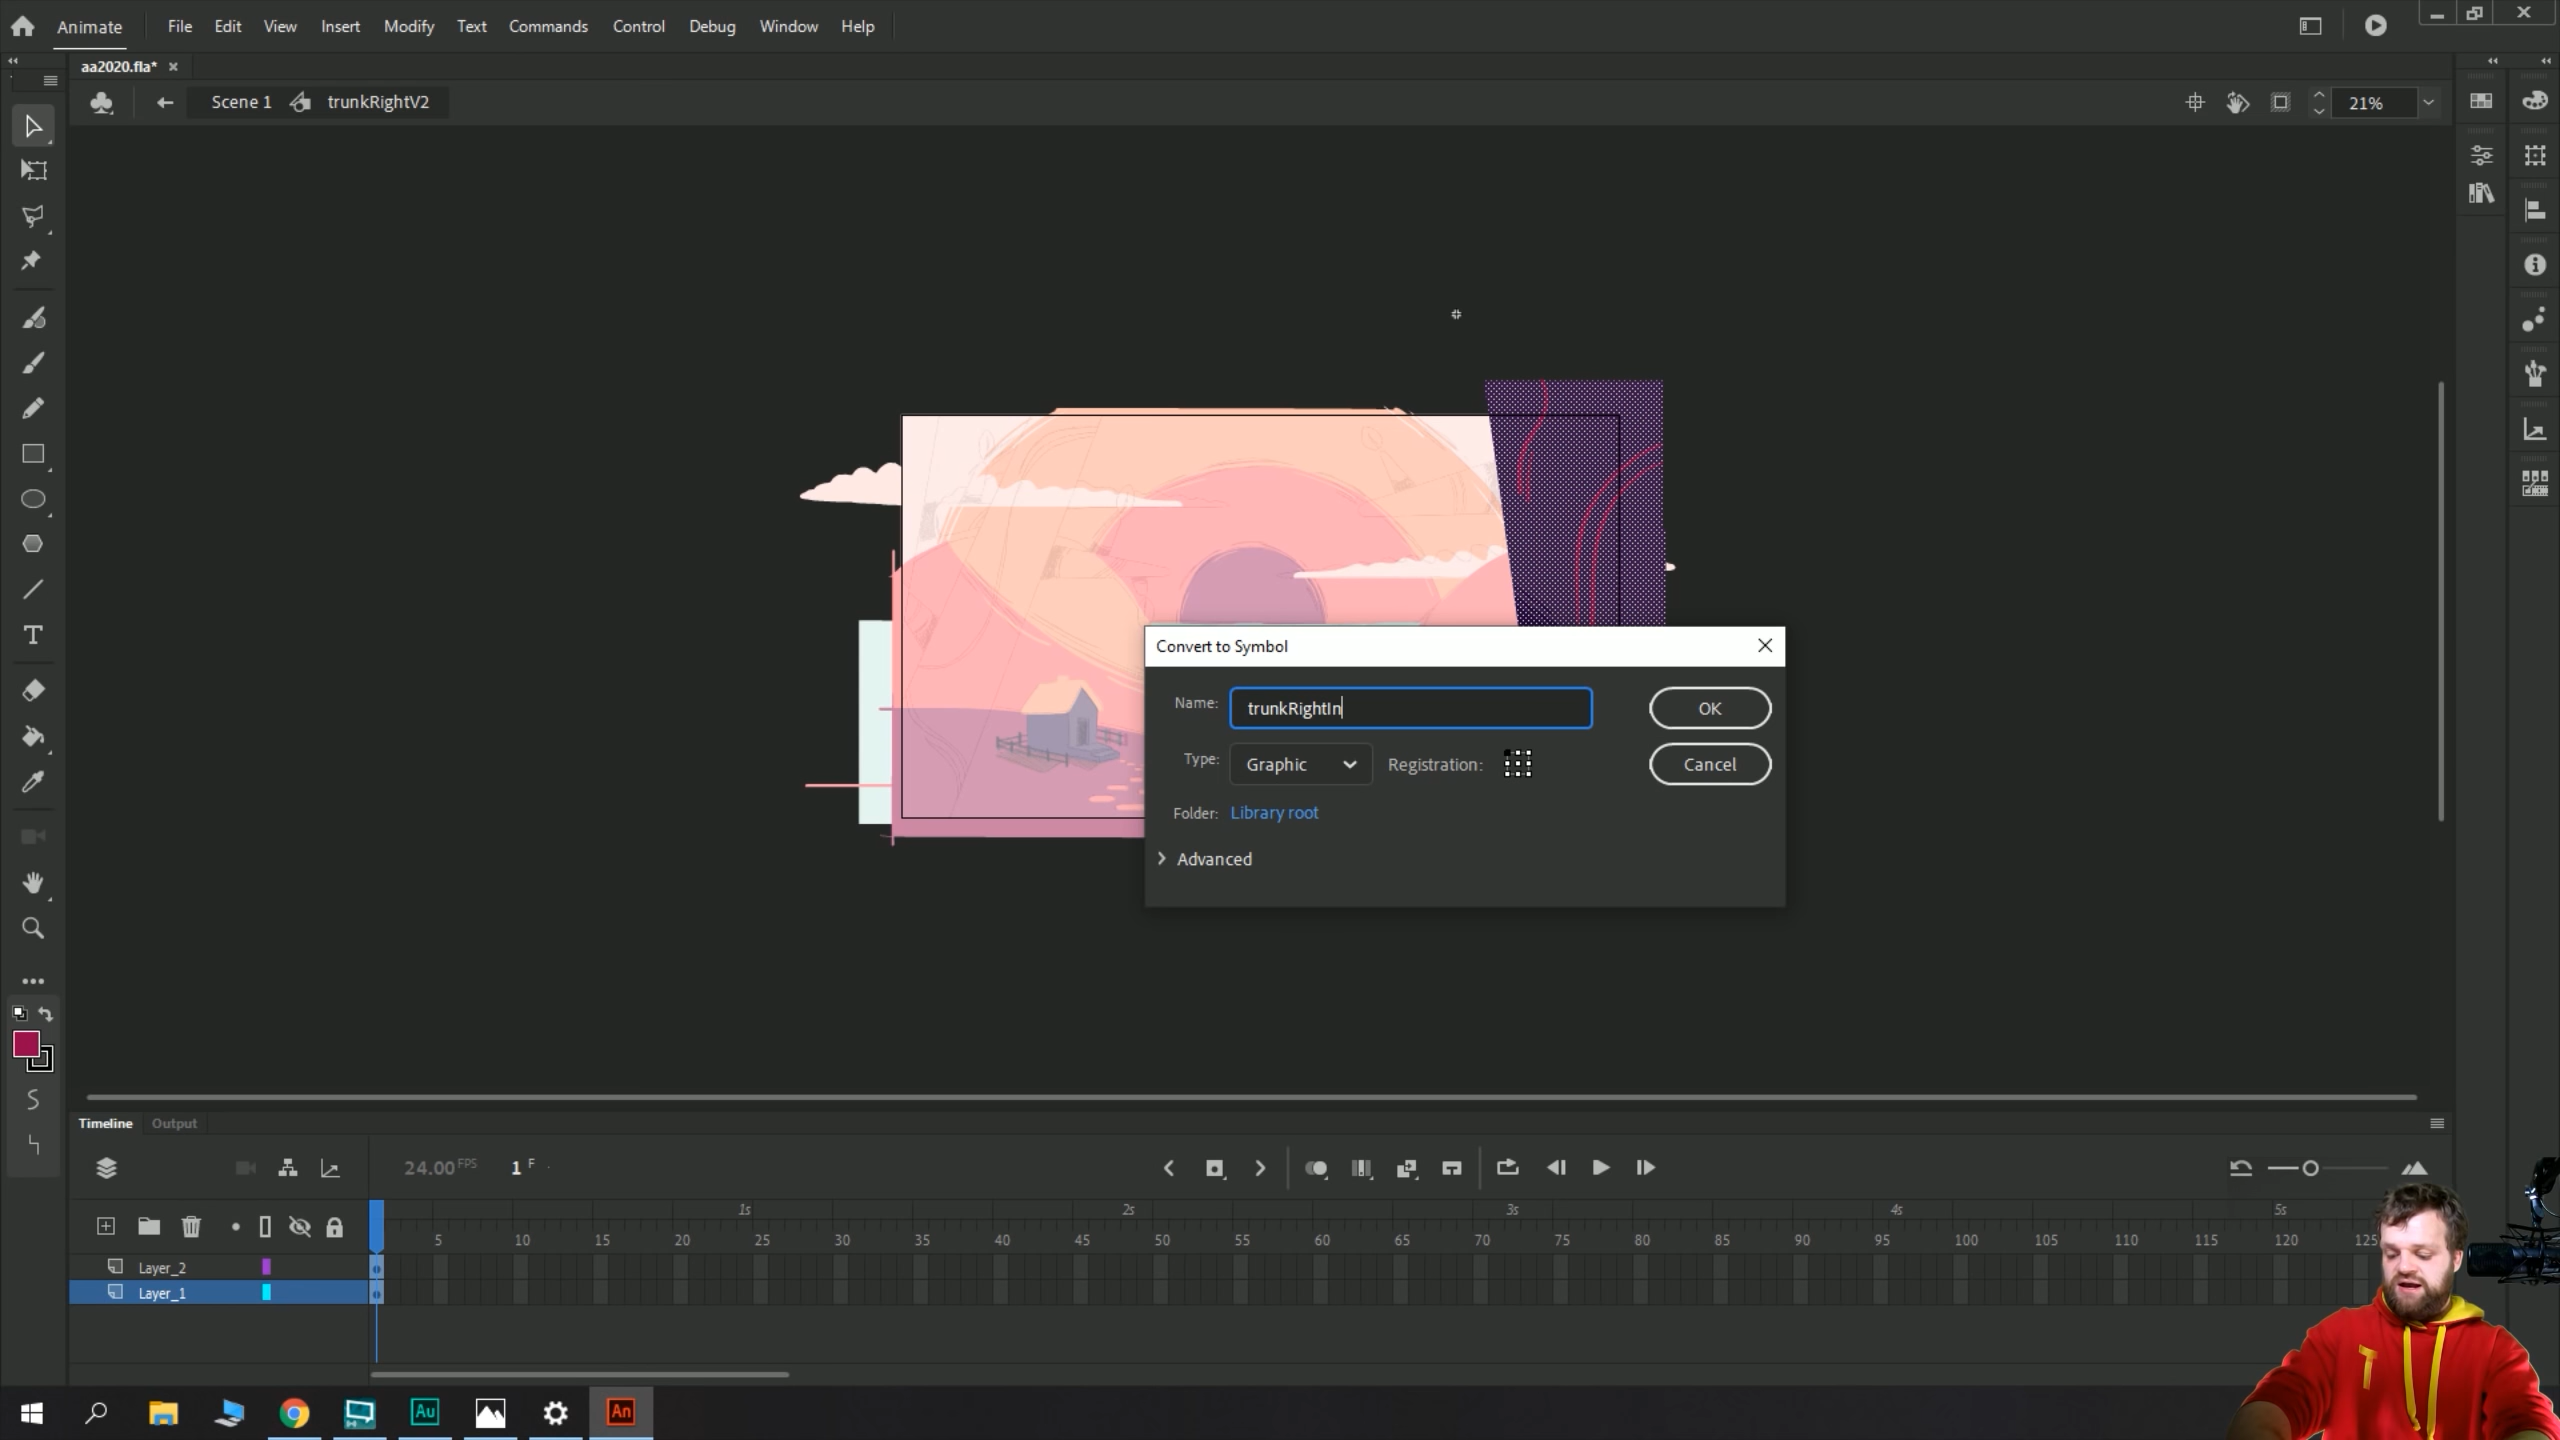 Animate File Edit View Insert Modify Text Commands Control Debug Window Help
aa2020.fla*
Scene 1 trunkRightV2 21%
Convert to Symbol
Name: trunkRightIn OK
Type: Graphic Registration: Cancel
Folder: Library root
Advanced
Timeline Output
24.00 FPS 1 F
1s 2s 3s 4s 5s
5 10 15 20 25 30 35 40 45 50 55 60 65 70 75 80 85 90 95 100 105 110 115 120 125
Layer_2
Layer_1
Au An